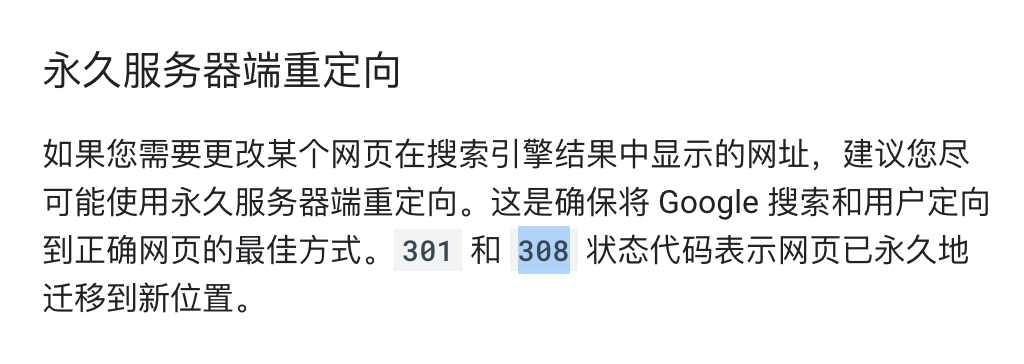 永久服务器端重定向
如果您需要更改某个网页在搜索引擎结果中显示的网址，建议您尽
可能使用永久服务器端重定向。这是确保将 Google 搜索和用户定向
到正确网页的最佳方式。 301 和 308 状态代码表示网页已永久地
迁移到新位置。